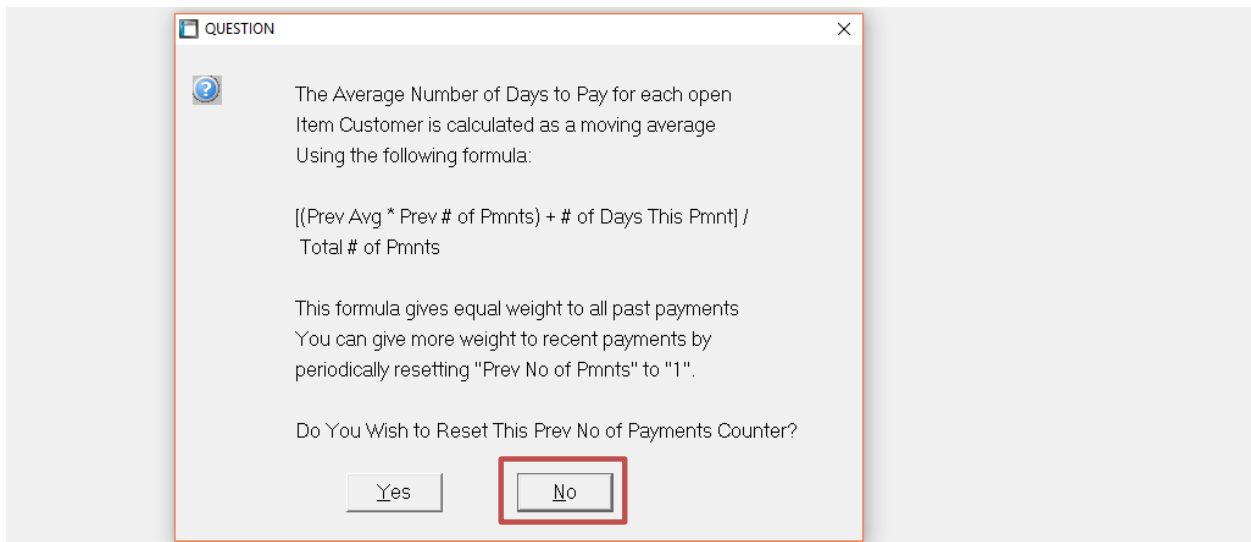 QUESTION
The Average Number of Days to Pay for each open
Item Customer is calculated as a moving average
Using the following formula:
[(Prev Avg * Prev # of Pmnts) + # of Days This Pmnt] /
Total # of Pmnts
This formula gives equal weight to all past payments
You can give more weight to recent payments by
periodically resetting "Prev No of Pmnts" to "1".
Do You Wish to Reset This Prev No of Payments Counter?
Yes No